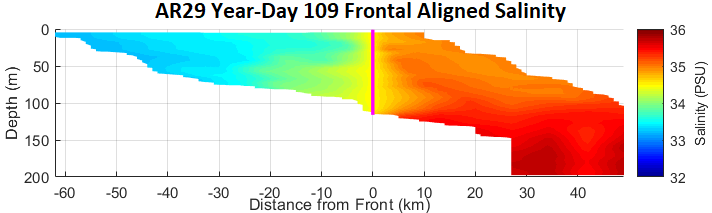 AR29 Year-Day 109 Frontal Aligned Salinity
0
50
100
150
200
Depth (m)
-60 -50 -40 -30 -20 -10 0 10 20 30 40
Distance from Front (km)
36
35
34
33
32
Salinity (PSU)